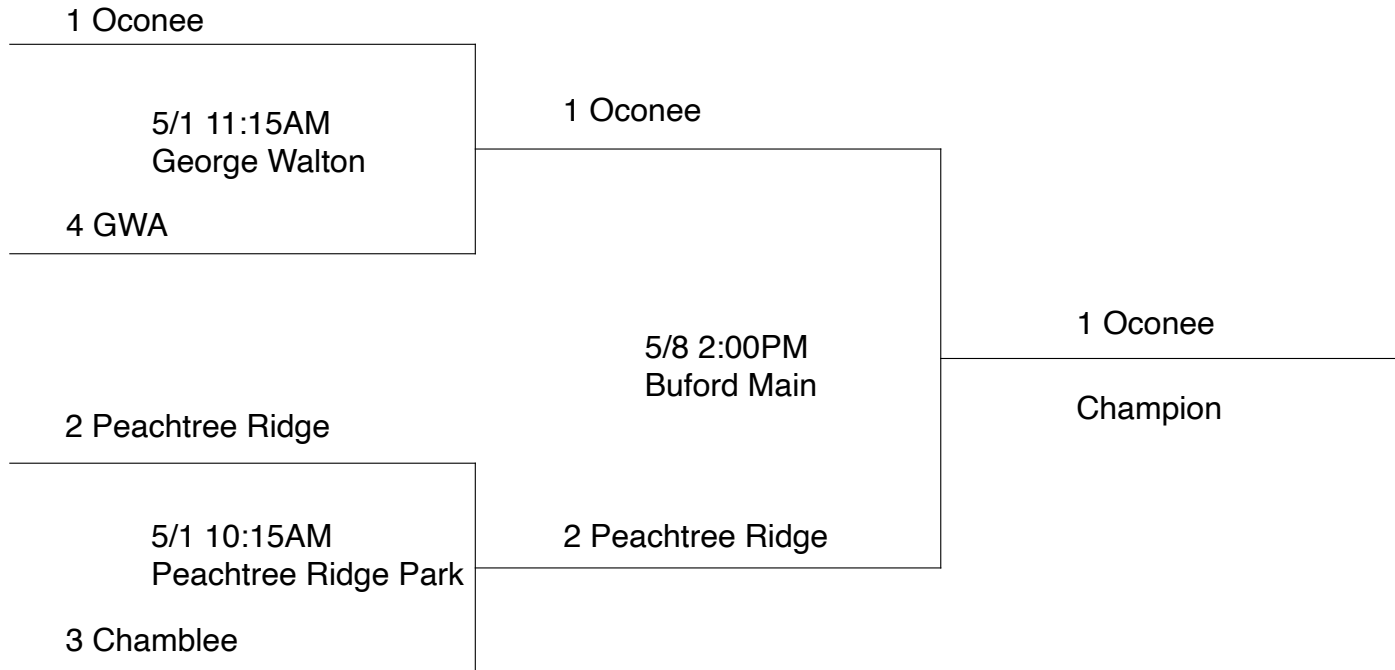 1 Oconee
5/1 11:15AM
George Walton
4 GWA
1 Oconee
5/8 2:00PM
Buford Main
1 Oconee
Champion
2 Peachtree Ridge
5/1 10:15AM
Peachtree Ridge Park
2 Peachtree Ridge
3 Chamblee